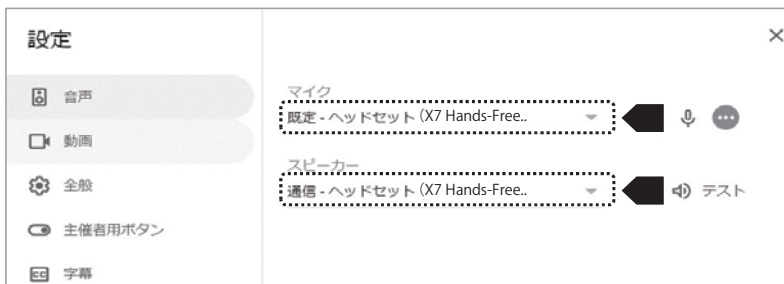 設定
音声
動画
全般
主催者用ボタン
CC 字幕
マイク
既定 - ヘッドセット (X7 Hands-Free..
スピーカー
通信 - ヘッドセット (X7 Hands-Free..
テスト